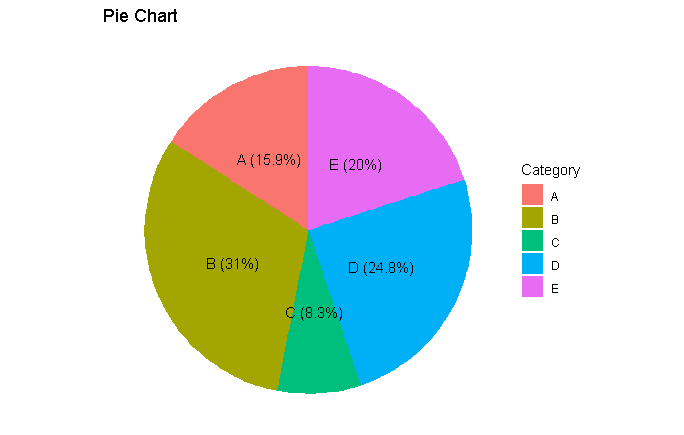 Pie Chart
A (15.9%)
E (20%)
B (31%)
D (24.8%)
C (8.3%)
Category
A
B
C
D
E